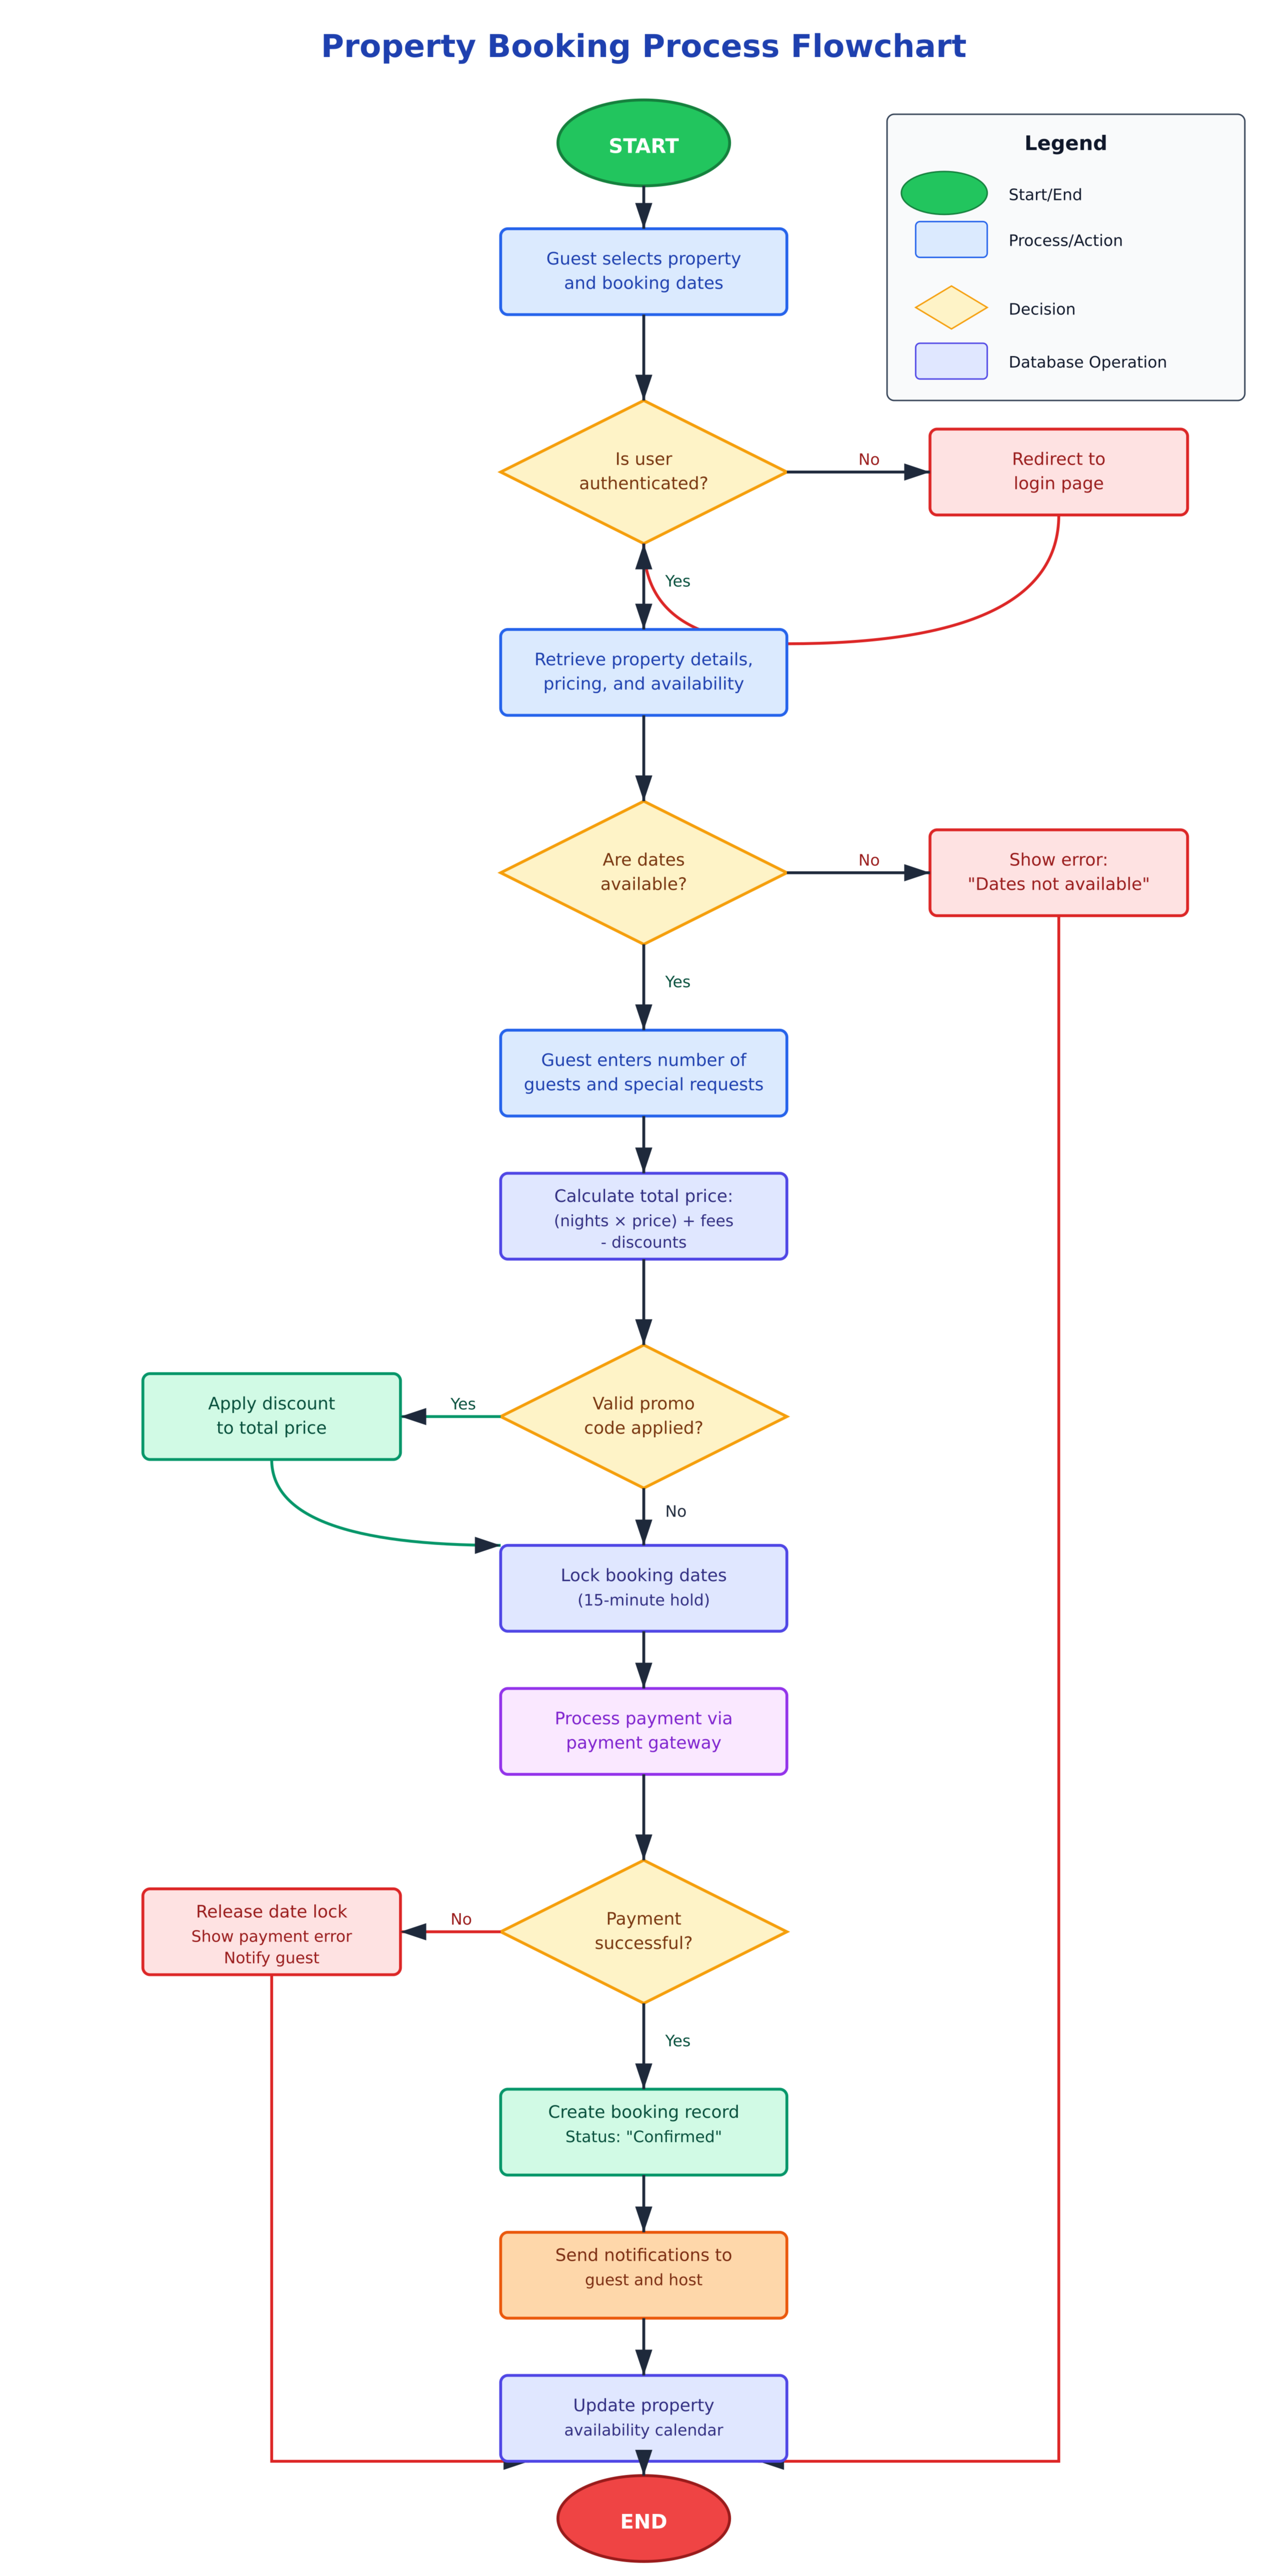 Property Booking Process Flowchart
START
Legend
Start/End
Process/Action
Decision
Database Operation
Guest selects property
and booking dates
Is user
authenticated?
No
Redirect to
login page
Yes
Retrieve property details,
pricing, and availability
Are dates
available?
No
Show error:
"Dates not available"
Yes
Guest enters number of
guests and special requests
Calculate total price:
(nights × price) + fees
- discounts
Valid promo
code applied?
Yes
Apply discount
to total price
No
Lock booking dates
(15-minute hold)
Process payment via
payment gateway
Payment
successful?
No
Release date lock
Show payment error
Notify guest
Yes
Create booking record
Status: "Confirmed"
Send notifications to
guest and host
Update property
availability calendar
END